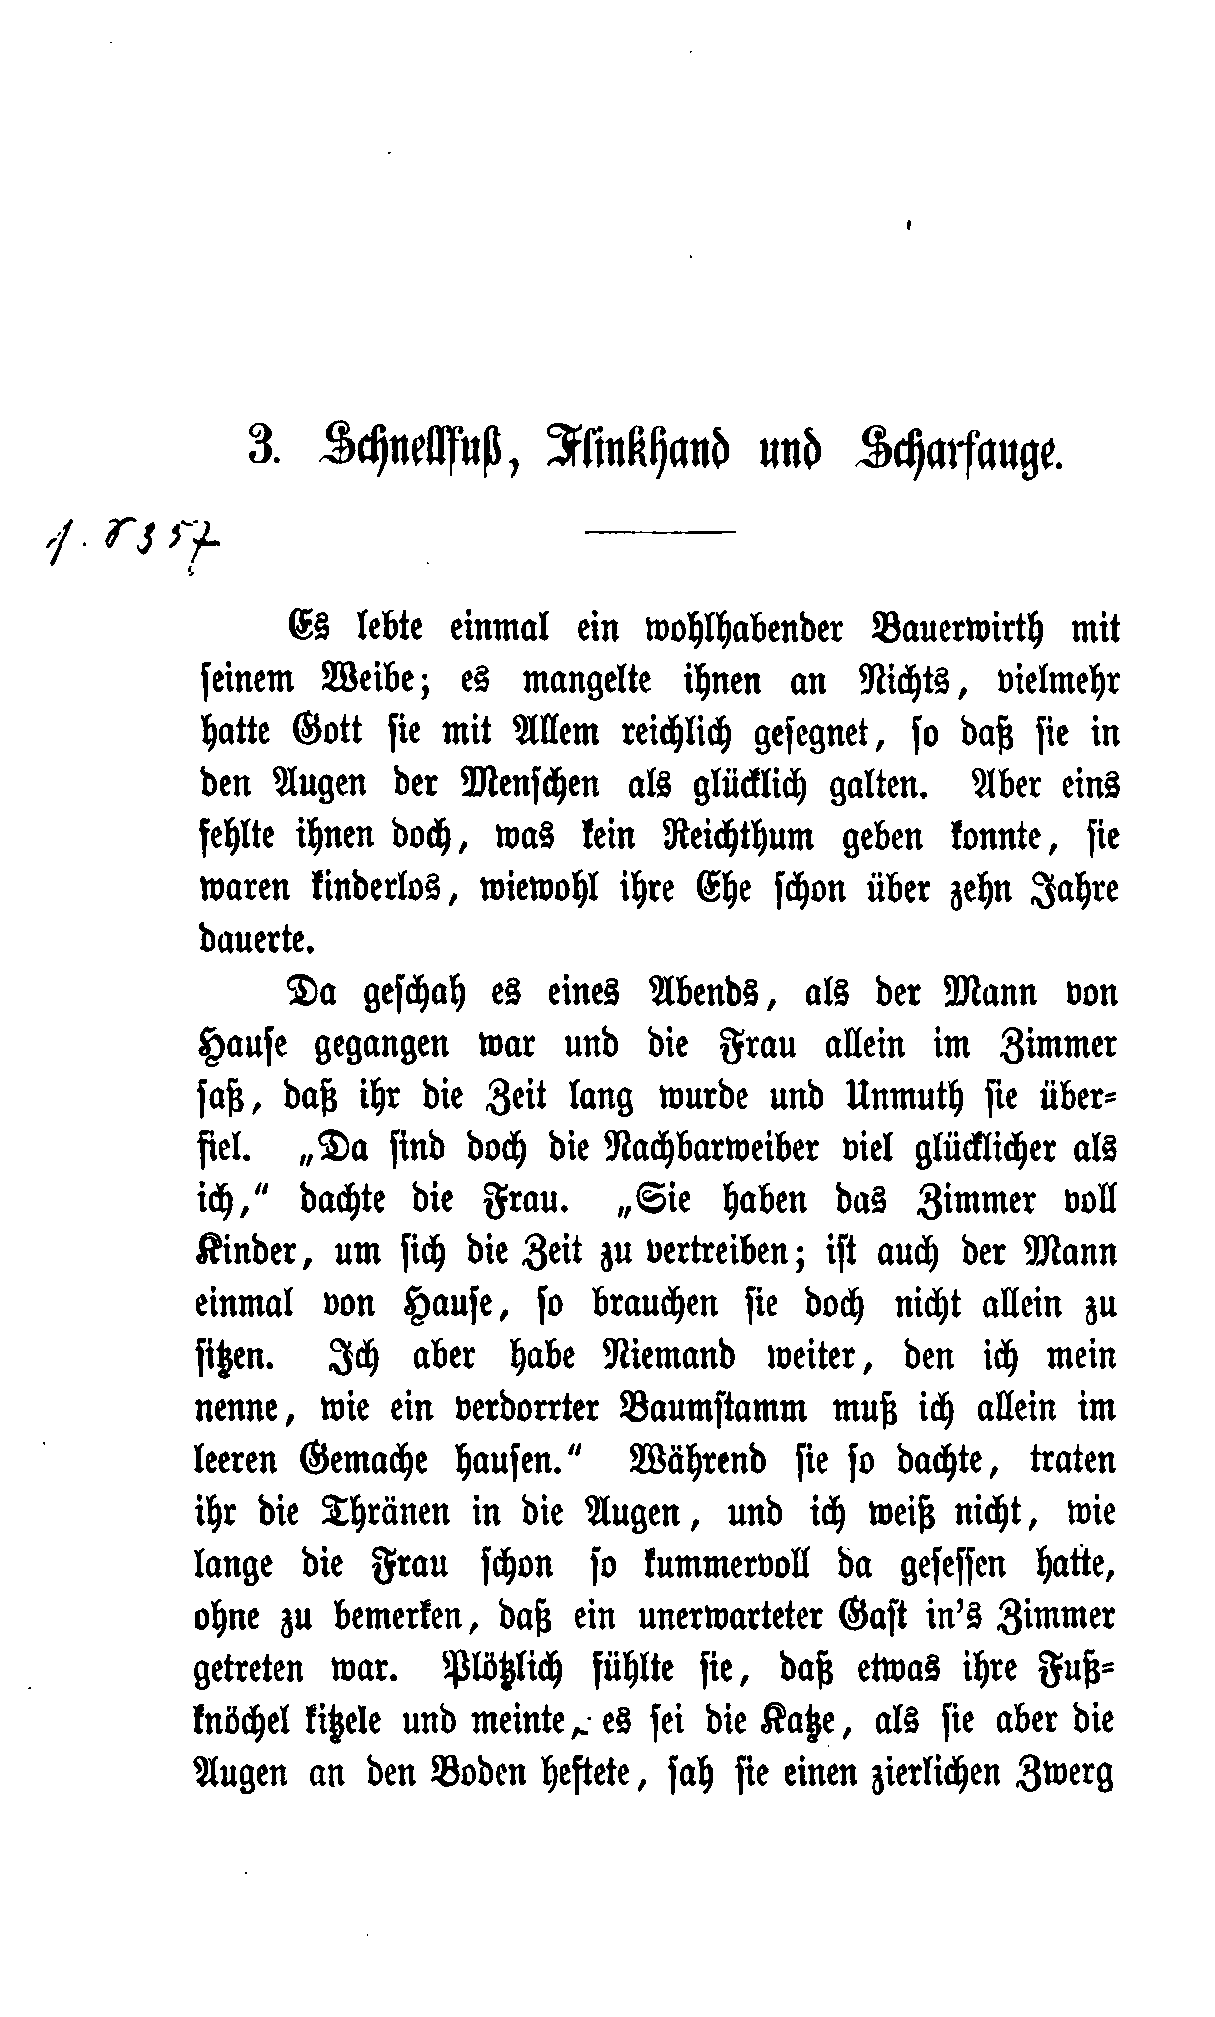 3. Schnellfuß, Flinkhand und Scharfauge.
Es lebte einmal ein wohlhabender Bauerwirth mit
seinem Weibe; es mangelte ihnen an Nichts, vielmehr
hatte Gott sie mit Allem reichlich gesegnet, so daß sie in
den Augen der Menschen als glücklich galten. Aber eins
fehlte ihnen doch, was kein Reichthum geben konnte, sie
waren kinderlos, wiewohl ihre Ehe schon über zehn Jahre
dauerte.
Da geschah es eines Abends, als der Mann von
Hause gegangen war und die Frau allein im Zimmer
saß, daß ihr die Zeit lang wurde und Unmuth sie über-
fiel. „Da sind doch die Nachbarweiber viel glücklicher als
ich,“ dachte die Frau. „Sie haben das Zimmer voll
Kinder, um sich die Zeit zu vertreiben; ist auch der Mann
einmal von Hause, so brauchen sie doch nicht allein zu
sitzen. Ich aber habe Niemand weiter, den ich mein
nenne, wie ein verdorrter Baumstamm muß ich allein im
leeren Gemache hausen.“ Während sie so dachte, traten
ihr die Thränen in die Augen, und ich weiß nicht, wie
lange die Frau schon so kummervoll da gesessen hatte,
ohne zu bemerken, daß ein unerwarteter Gast in's Zimmer
getreten war. Plötzlich fühlte sie, daß etwas ihre Fuß-
knöchel kitzele und meinte, es sei die Katze, als sie aber die
Augen an den Boden heftete, sah sie einen zierlichen Zwerg